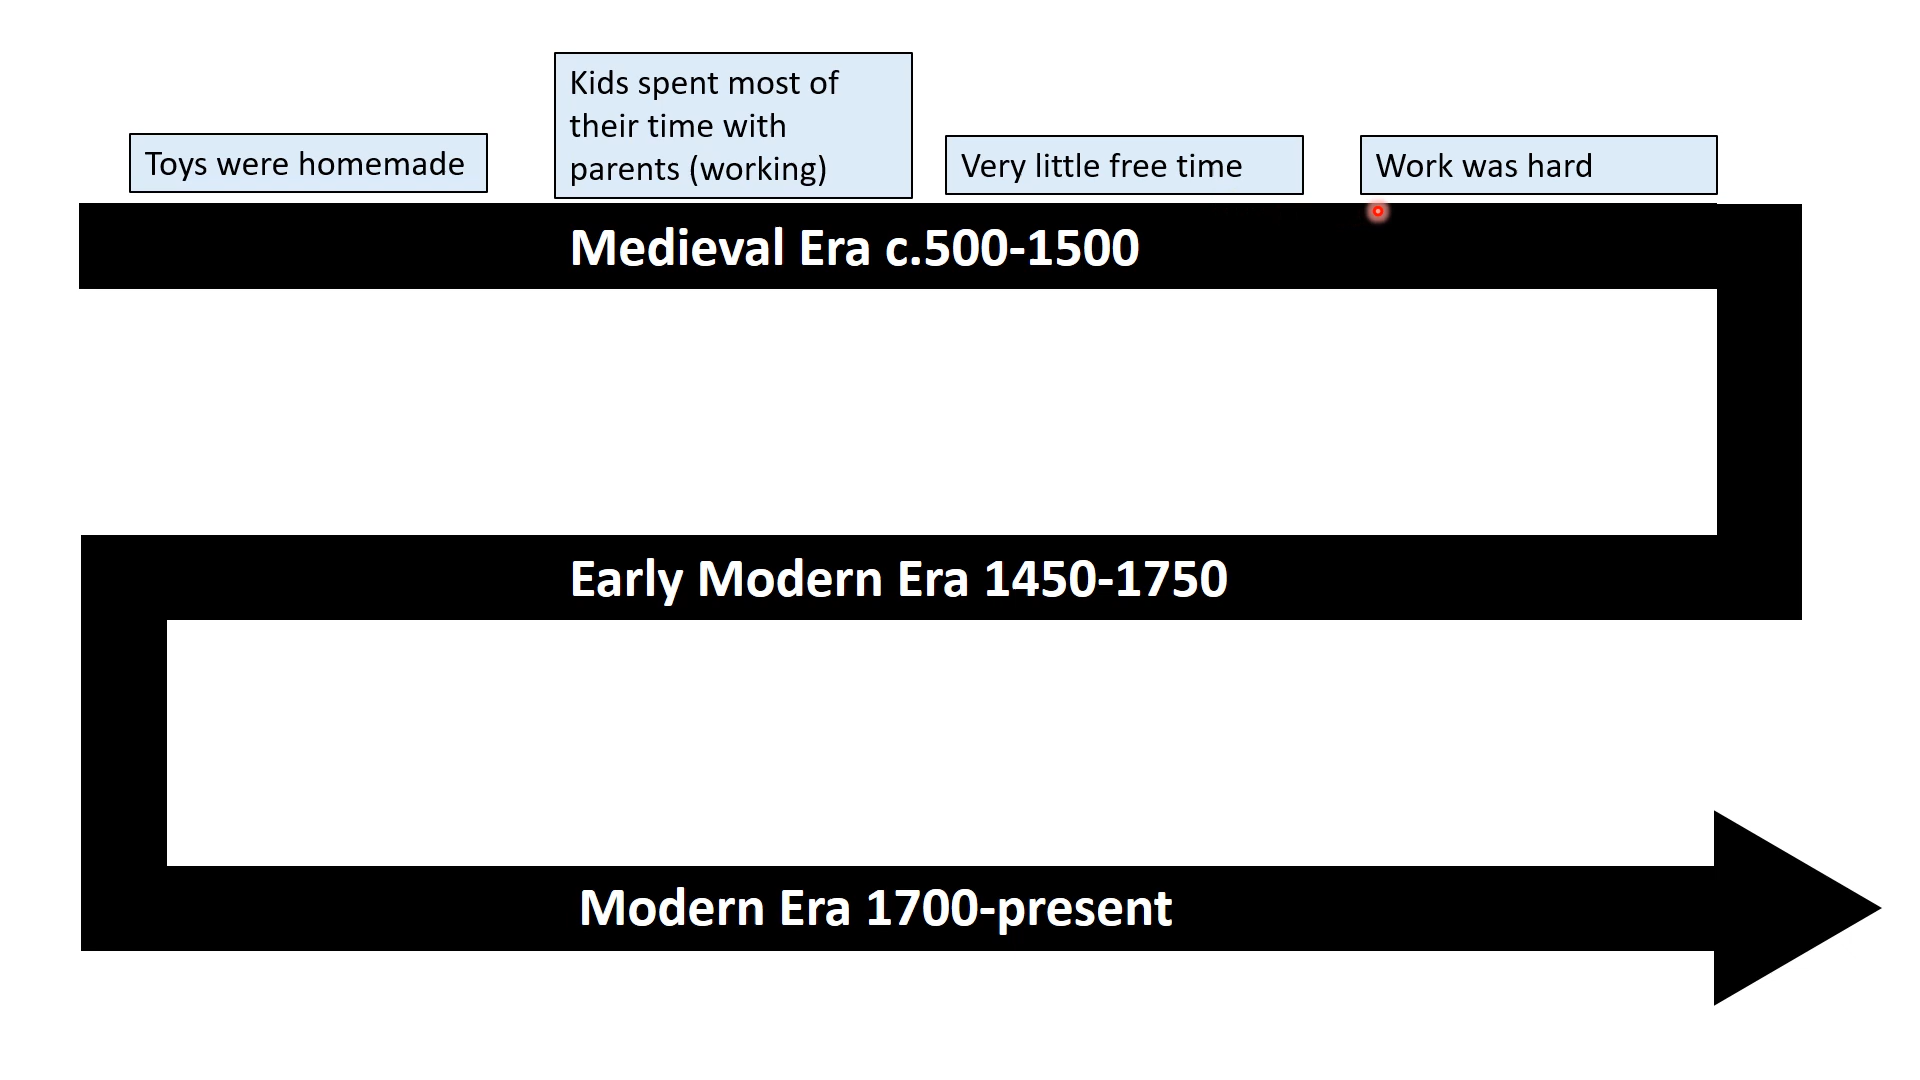 Toys were homemade
Kids spent most of
their time with
parents (working)
Very little free time
Work was hard
Medieval Era c.500-1500
Early Modern Era 1450-1750
Modern Era 1700-present